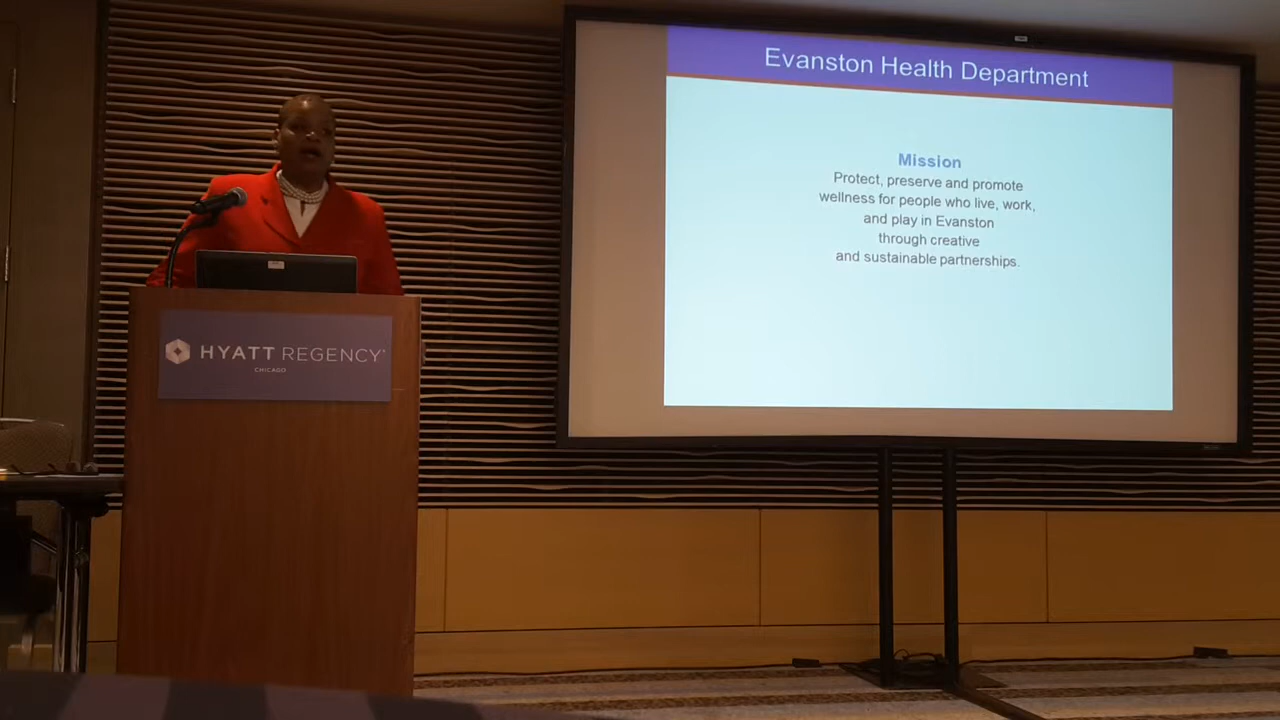 Evanston Health Department
Mission
Protect, preserve and promote
wellness for people who live, work,
and play in Evanston
through creative
and sustainable partnerships.
HYATT REGENCY
CHICAGO